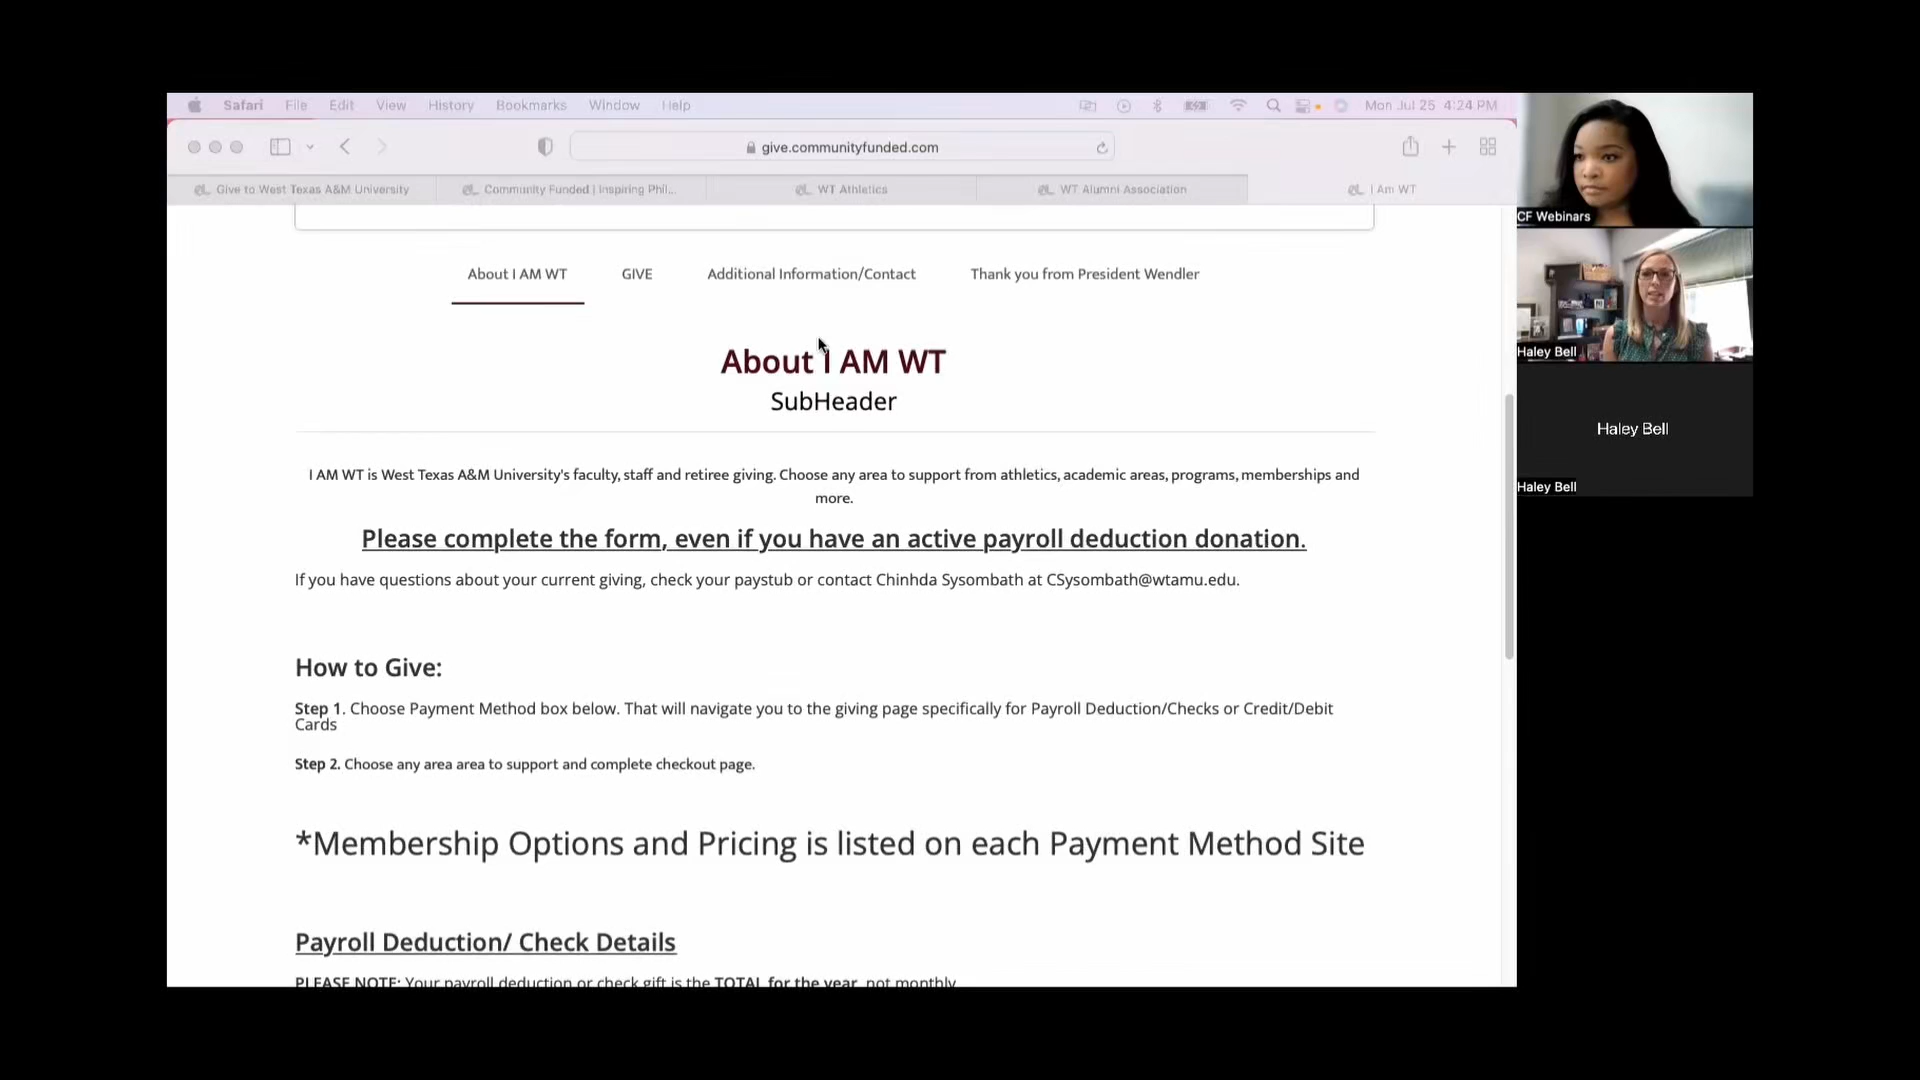 Safari File Edit View History Bookmarks Window Help Mon Jul 25 4:24 PM
give.communityfunded.com
Give to West Texas A&M University Community Funded | Inspiring Phil... WT Athletics WT Alumni Association I Am WT
CF Webinars
About I AM WT GIVE Additional Information/Contact Thank you from President Wendler
Haley Bell
About I AM WT
SubHeader
Haley Bell
Haley Bell
I AM WT is West Texas A&M University's faculty, staff and retiree giving. Choose any area to support from athletics, academic areas, programs, memberships and
more.
Please complete the form, even if you have an active payroll deduction donation.
If you have questions about your current giving, check your paystub or contact Chinhda Sysombath at CSysombath@wtamu.edu.
How to Give:
Step 1. Choose Payment Method box below. That will navigate you to the giving page specifically for Payroll Deduction/Checks or Credit/Debit
Cards
Step 2. Choose any area area to support and complete checkout page.
*Membership Options and Pricing is listed on each Payment Method Site
Payroll Deduction/ Check Details
PLEASE NOTE: Your payroll deduction or check gift is the TOTAL for the year, not monthly